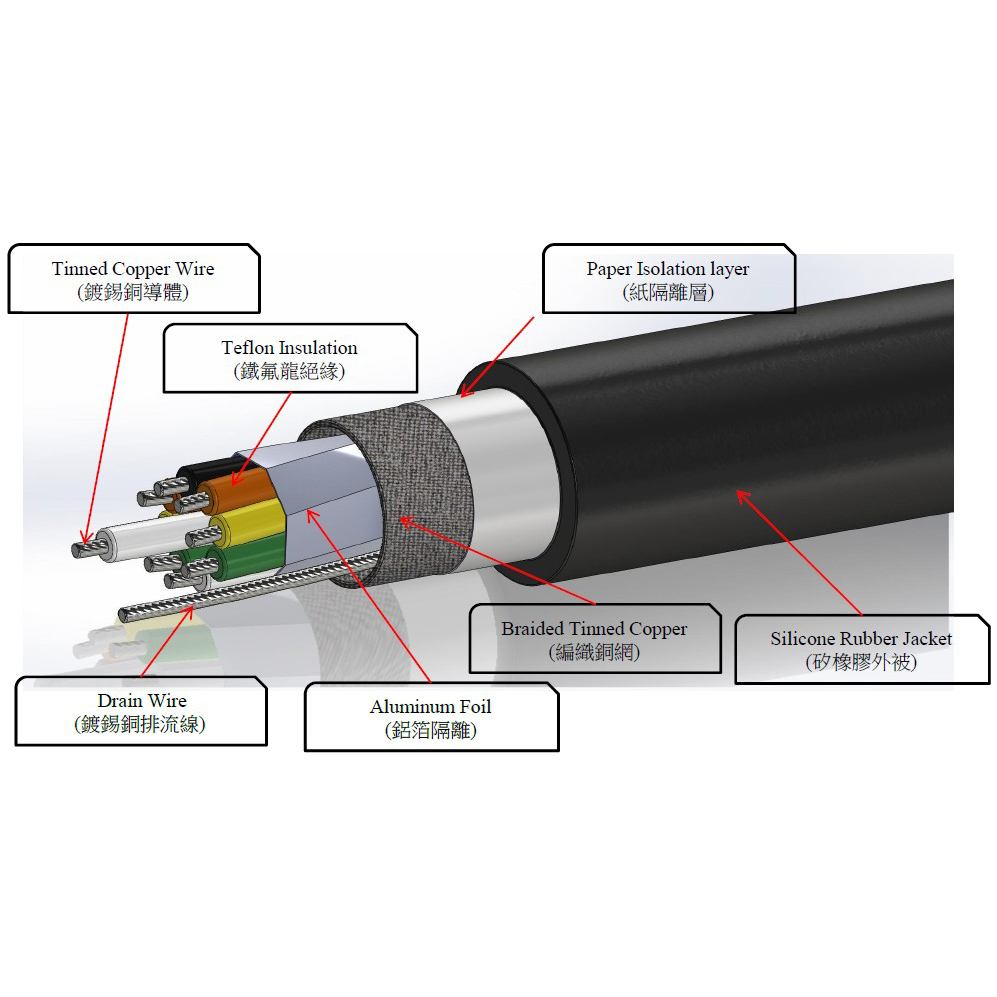 Tinned Copper Wire
(鍍錫銅導體)
Paper Isolation layer
(紙隔離層)
Teflon Insulation
(鐵氟龍絕緣)
Braided Tinned Copper
(編織銅網)
Silicone Rubber Jacket
(矽橡膠外被)
Drain Wire
(鍍錫銅排流線)
Aluminum Foil
(鋁箔隔離)